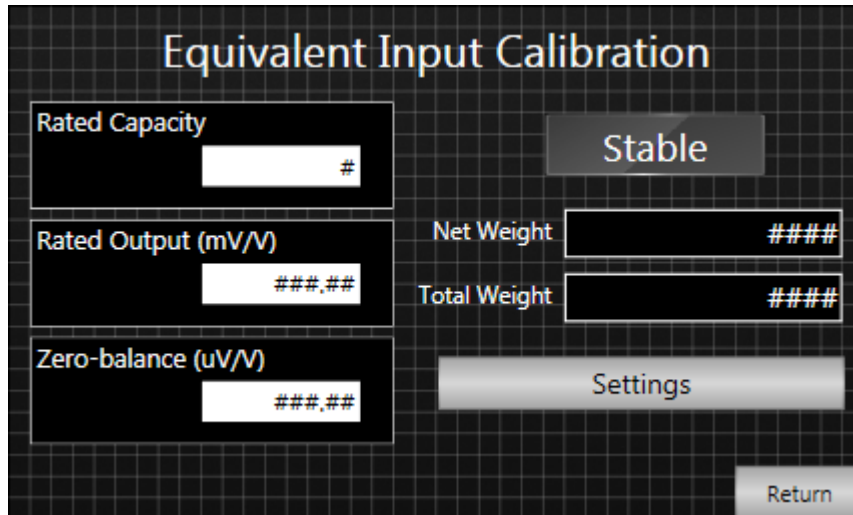 Equivalent Input Calibration
Rated Capacity
#
Rated Output (mV/V)
###.##
Zero-balance (uV/V)
###.##
Stable
Net Weight ####
Total Weight ####
Settings
Return